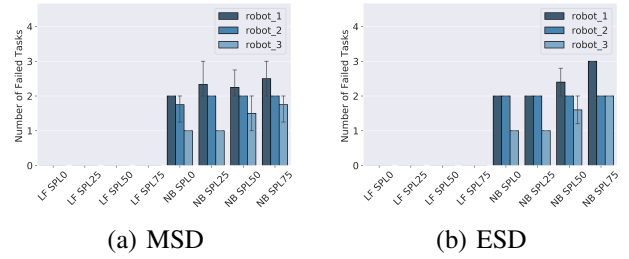 Number of Failed Tasks
4
3
2
1
0
robot_1
robot_2
robot_3
LF SPL0
LF SPL25
LF SPL50
LF SPL75
NB SPL0
NB SPL25
NB SPL50
NB SPL75
(a) MSD
Number of Failed Tasks
4
3
2
1
0
robot_1
robot_2
robot_3
LF SPL0
LF SPL25
LF SPL50
LF SPL75
NB SPL0
NB SPL25
NB SPL50
NB SPL75
(b) ESD